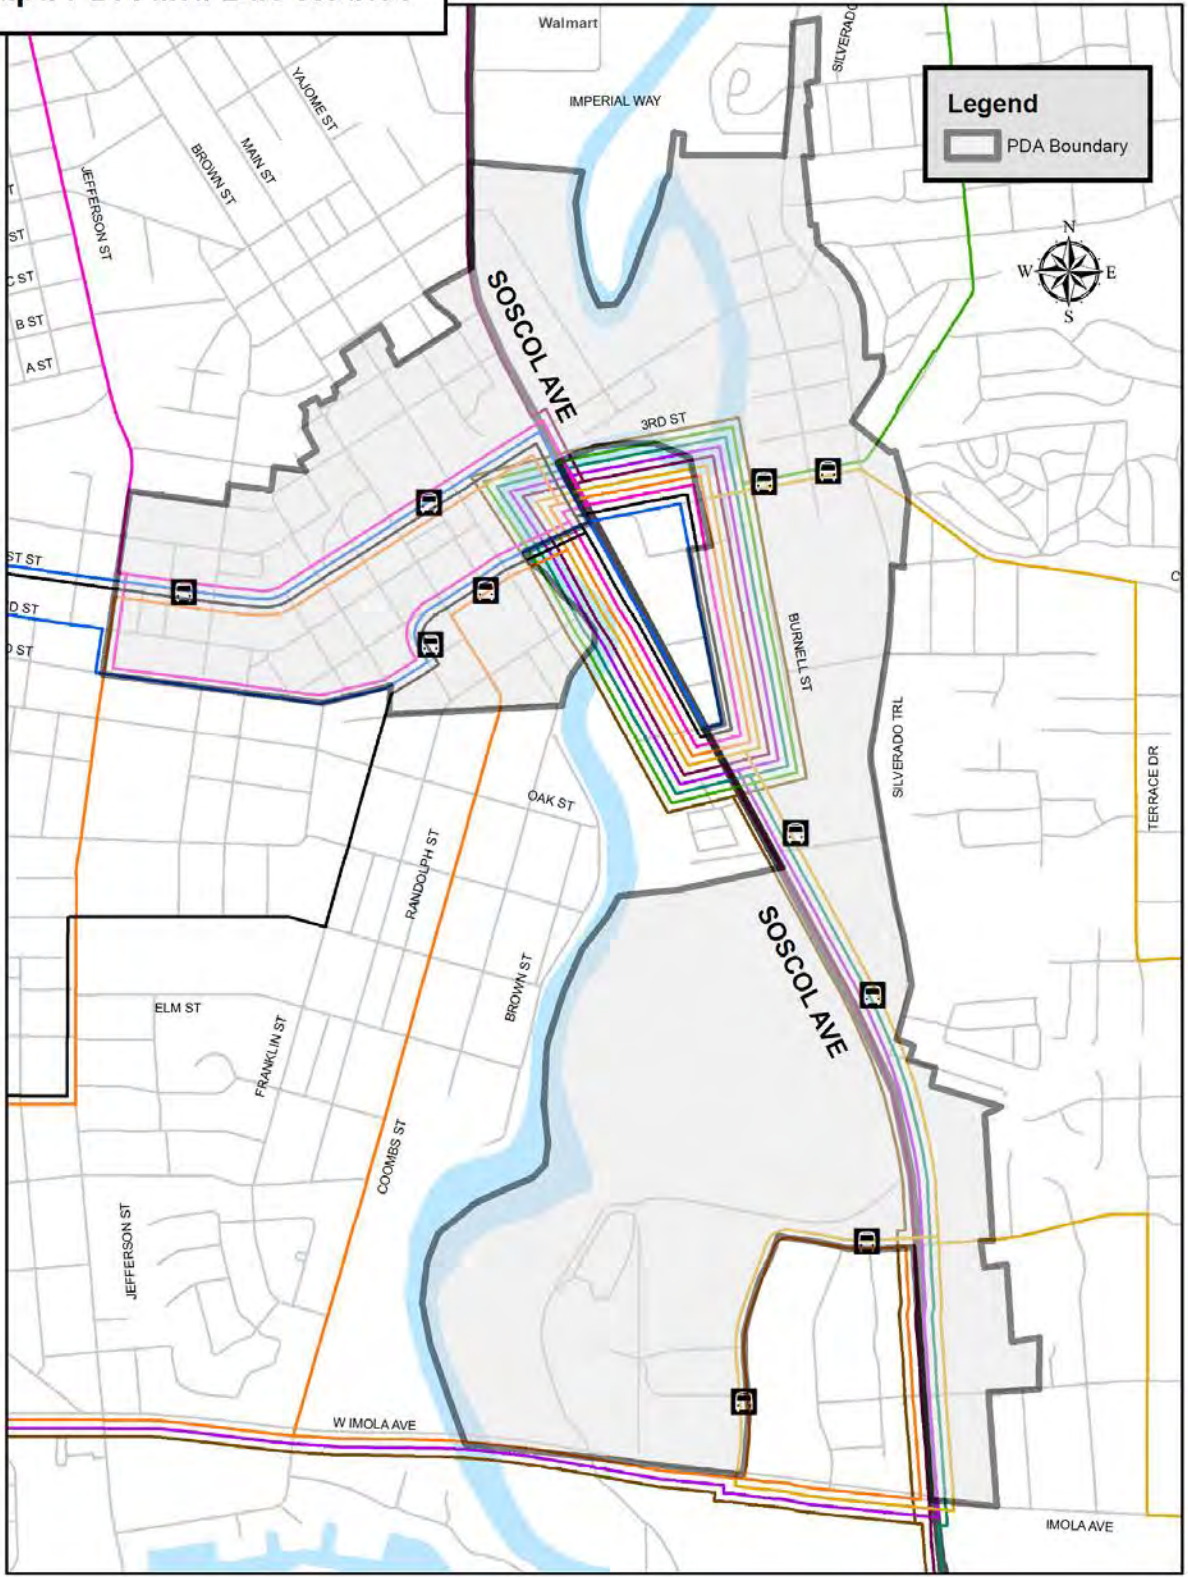 Walmart
SILVERADO
IMPERIAL WAY
Legend
PDA Boundary
YAJOME ST
MAIN ST
BROWN ST
JEFFERSON ST
ST
C ST
B ST
A ST
N
W E
S
SOSCOL AVE
3RD ST
ST ST
D ST
D ST
BURNELL ST
SILVERADO TRL
TERRACE DR
OAK ST
RANDOLPH ST
BROWN ST
SOSCOL AVE
ELM ST
FRANKLIN ST
COOMBS ST
JEFFERSON ST
W IMOLA AVE
IMOLA AVE